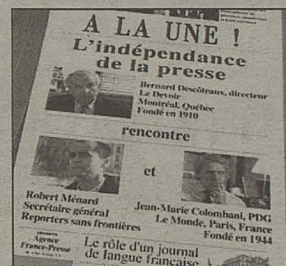 A LA UNE !
L'indépendance
de la presse
Bernard Descôteaux, directeur
Le Devoir
Montréal, Québec
Fondé en 1910
rencontre
et
Robert Ménard
Secrétaire général
Reporters sans frontières
Jean-Marie Colombani, PDG
Le Monde, Paris, France
Fondé en 1944
Agence
France-Presse
Le rôle d'un journal
de langue française